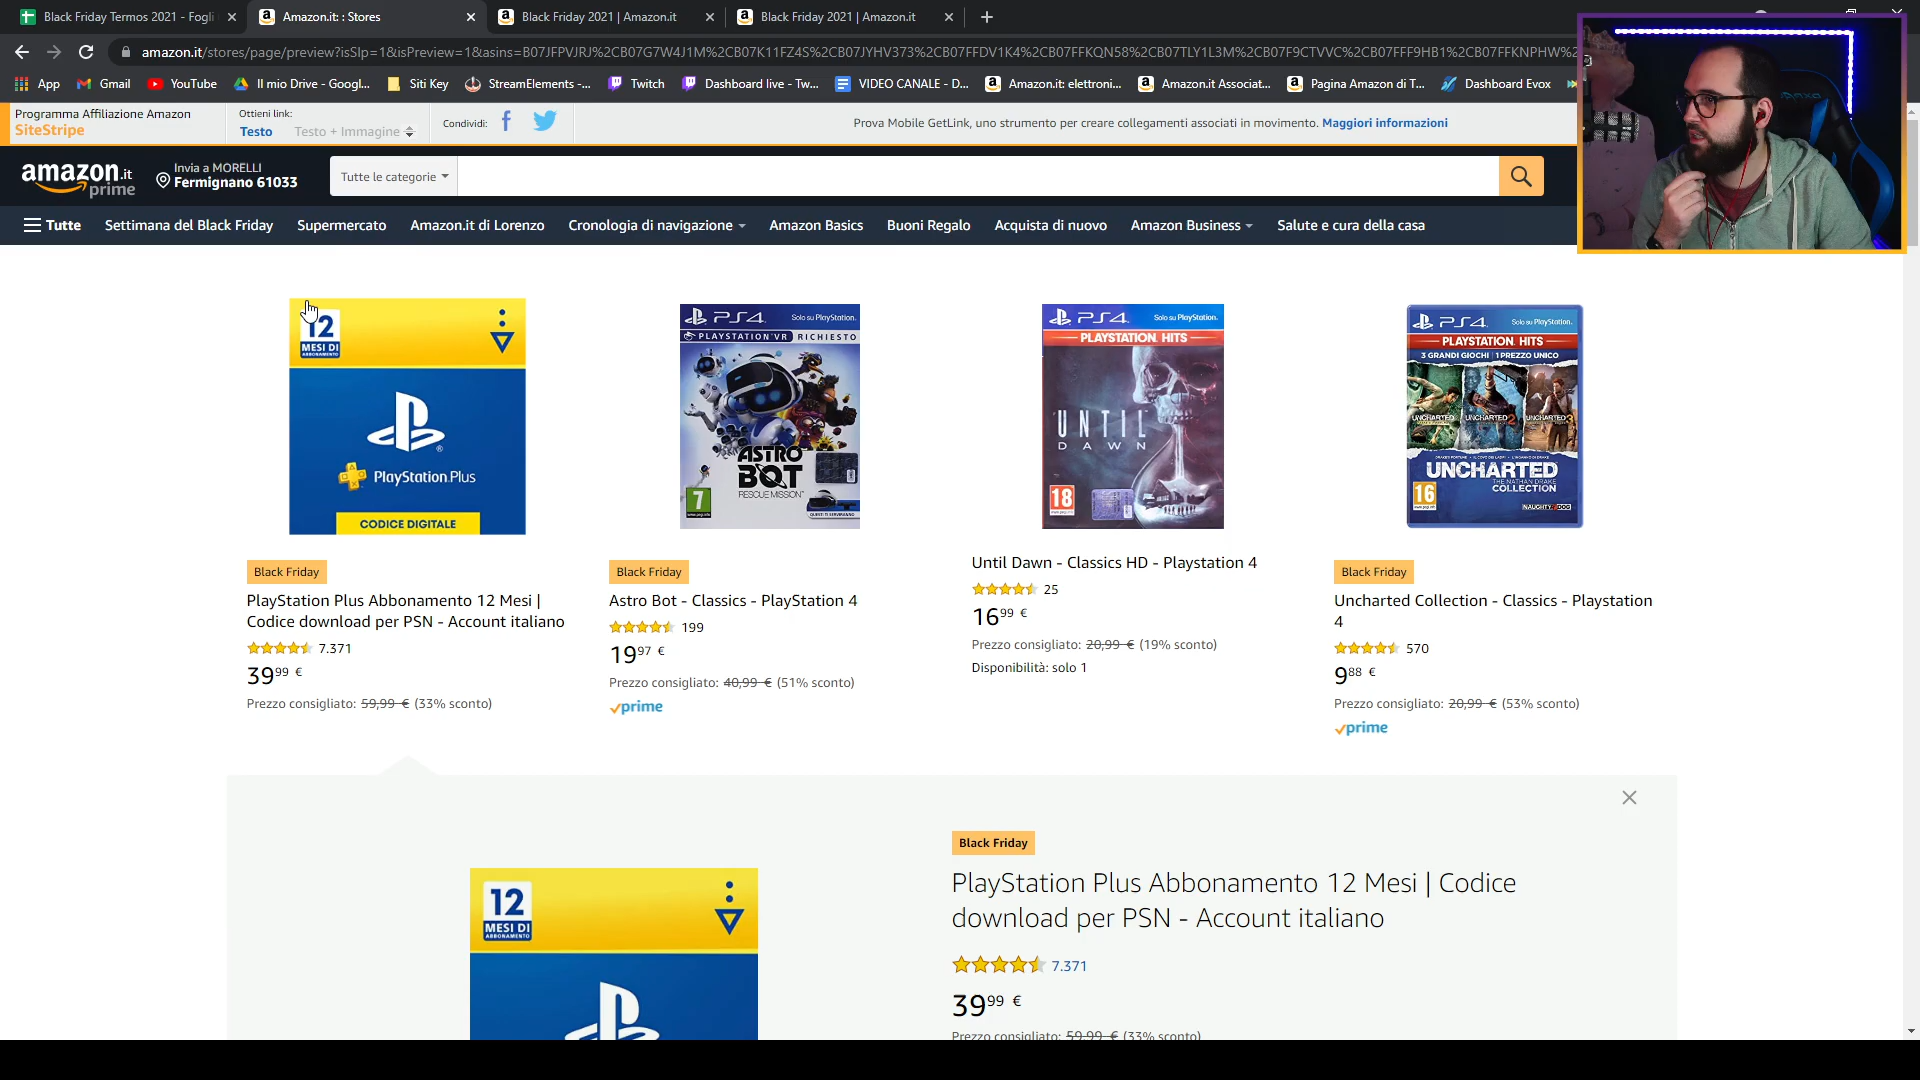 Black Friday Termos 2021 - Fogli
Amazon.it: : Stores
Black Friday 2021 | Amazon.it
Black Friday 2021 | Amazon.it
amazon.it/stores/page/preview?isSlp=1&isPreview=1&asins=B07JFPVJRJ%2CB07G7W4J1M%2CB07K11FZ4S%2CB07JYHV373%2CB07FFDV1K4%2CB07FFKQN58%2CB07TLY1L3M%2CB07F9CTVVC%2CB07FFF9HB1%2CB07FFKNPHW%2
App
Gmail
YouTube
Il mio Drive - Googl...
Siti Key
StreamElements -...
Twitch
Dashboard live - Tw...
VIDEO CANALE - D...
Amazon.it: elettroni...
Amazon.it Associat...
Pagina Amazon di T...
Dashboard Evox
Programma Affiliazione Amazon
SiteStripe
Ottieni link:
Testo
Testo + Immagine
Condividi:
Prova Mobile GetLink, uno strumento per creare collegamenti associati in movimento. Maggiori informazioni
amazon.it
prime
Invia a MORELLI
Fermignano 61033
Tutte le categorie
Tutte
Settimana del Black Friday
Supermercato
Amazon.it di Lorenzo
Cronologia di navigazione
Amazon Basics
Buoni Regalo
Acquista di nuovo
Amazon Business
Salute e cura della casa
12
MESI DI
ABBONAMENTO
PlayStation Plus
CODICE DIGITALE
PS4
Solo su PlayStation.
PLAYSTATION VR RICHIESTO
ASTRO
BOT
RESCUE MISSION
7
PS4
Solo su PlayStation.
PLAYSTATION HITS
UNTIL
DAWN
18
PS4
Solo su PlayStation.
PLAYSTATION HITS
3 GRANDI GIOCHI | 1 PREZZO UNICO
UNCHARTED
THE NATHAN DRAKE
COLLECTION
16
NAUGHTY DOG
Black Friday
PlayStation Plus Abbonamento 12 Mesi |
Codice download per PSN - Account italiano
7.371
3999 €
Prezzo consigliato: 59,99 € (33% sconto)
Black Friday
Astro Bot - Classics - PlayStation 4
199
1997 €
Prezzo consigliato: 40,99 € (51% sconto)
prime
Until Dawn - Classics HD - Playstation 4
25
1699 €
Prezzo consigliato: 20,99 € (19% sconto)
Disponibilità: solo 1
Black Friday
Uncharted Collection - Classics - Playstation
4
570
988 €
Prezzo consigliato: 20,99 € (53% sconto)
prime
12
MESI DI
ABBONAMENTO
Black Friday
PlayStation Plus Abbonamento 12 Mesi | Codice
download per PSN - Account italiano
7.371
3999 €
Prezzo consigliato: 59,99 € (33% sconto)